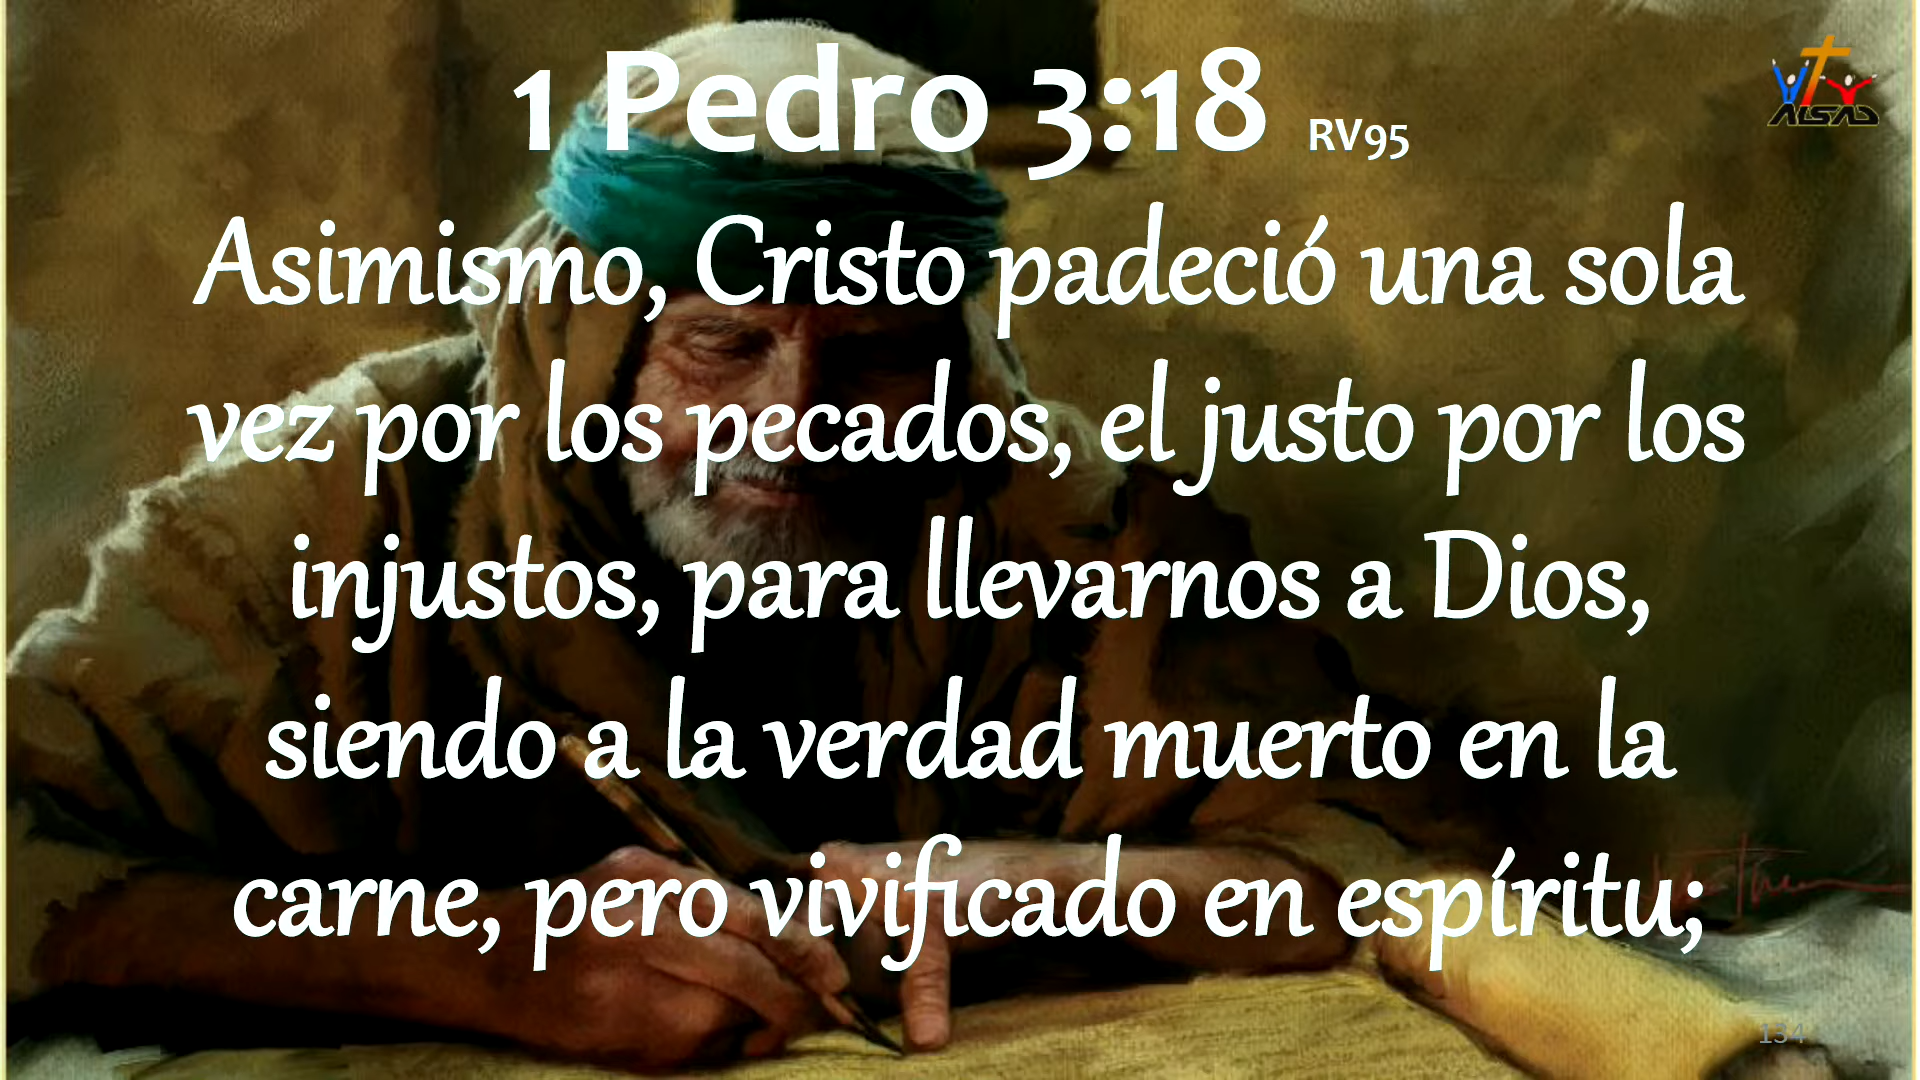 1 Pedro 3:18 RV95
ALSAD
Asimismo, Cristo padeció una sola
vez por los pecados, el justo por los
injustos, para llevarnos a Dios,
siendo a la verdad muerto en la
carne, pero vivificado en espíritu;
134